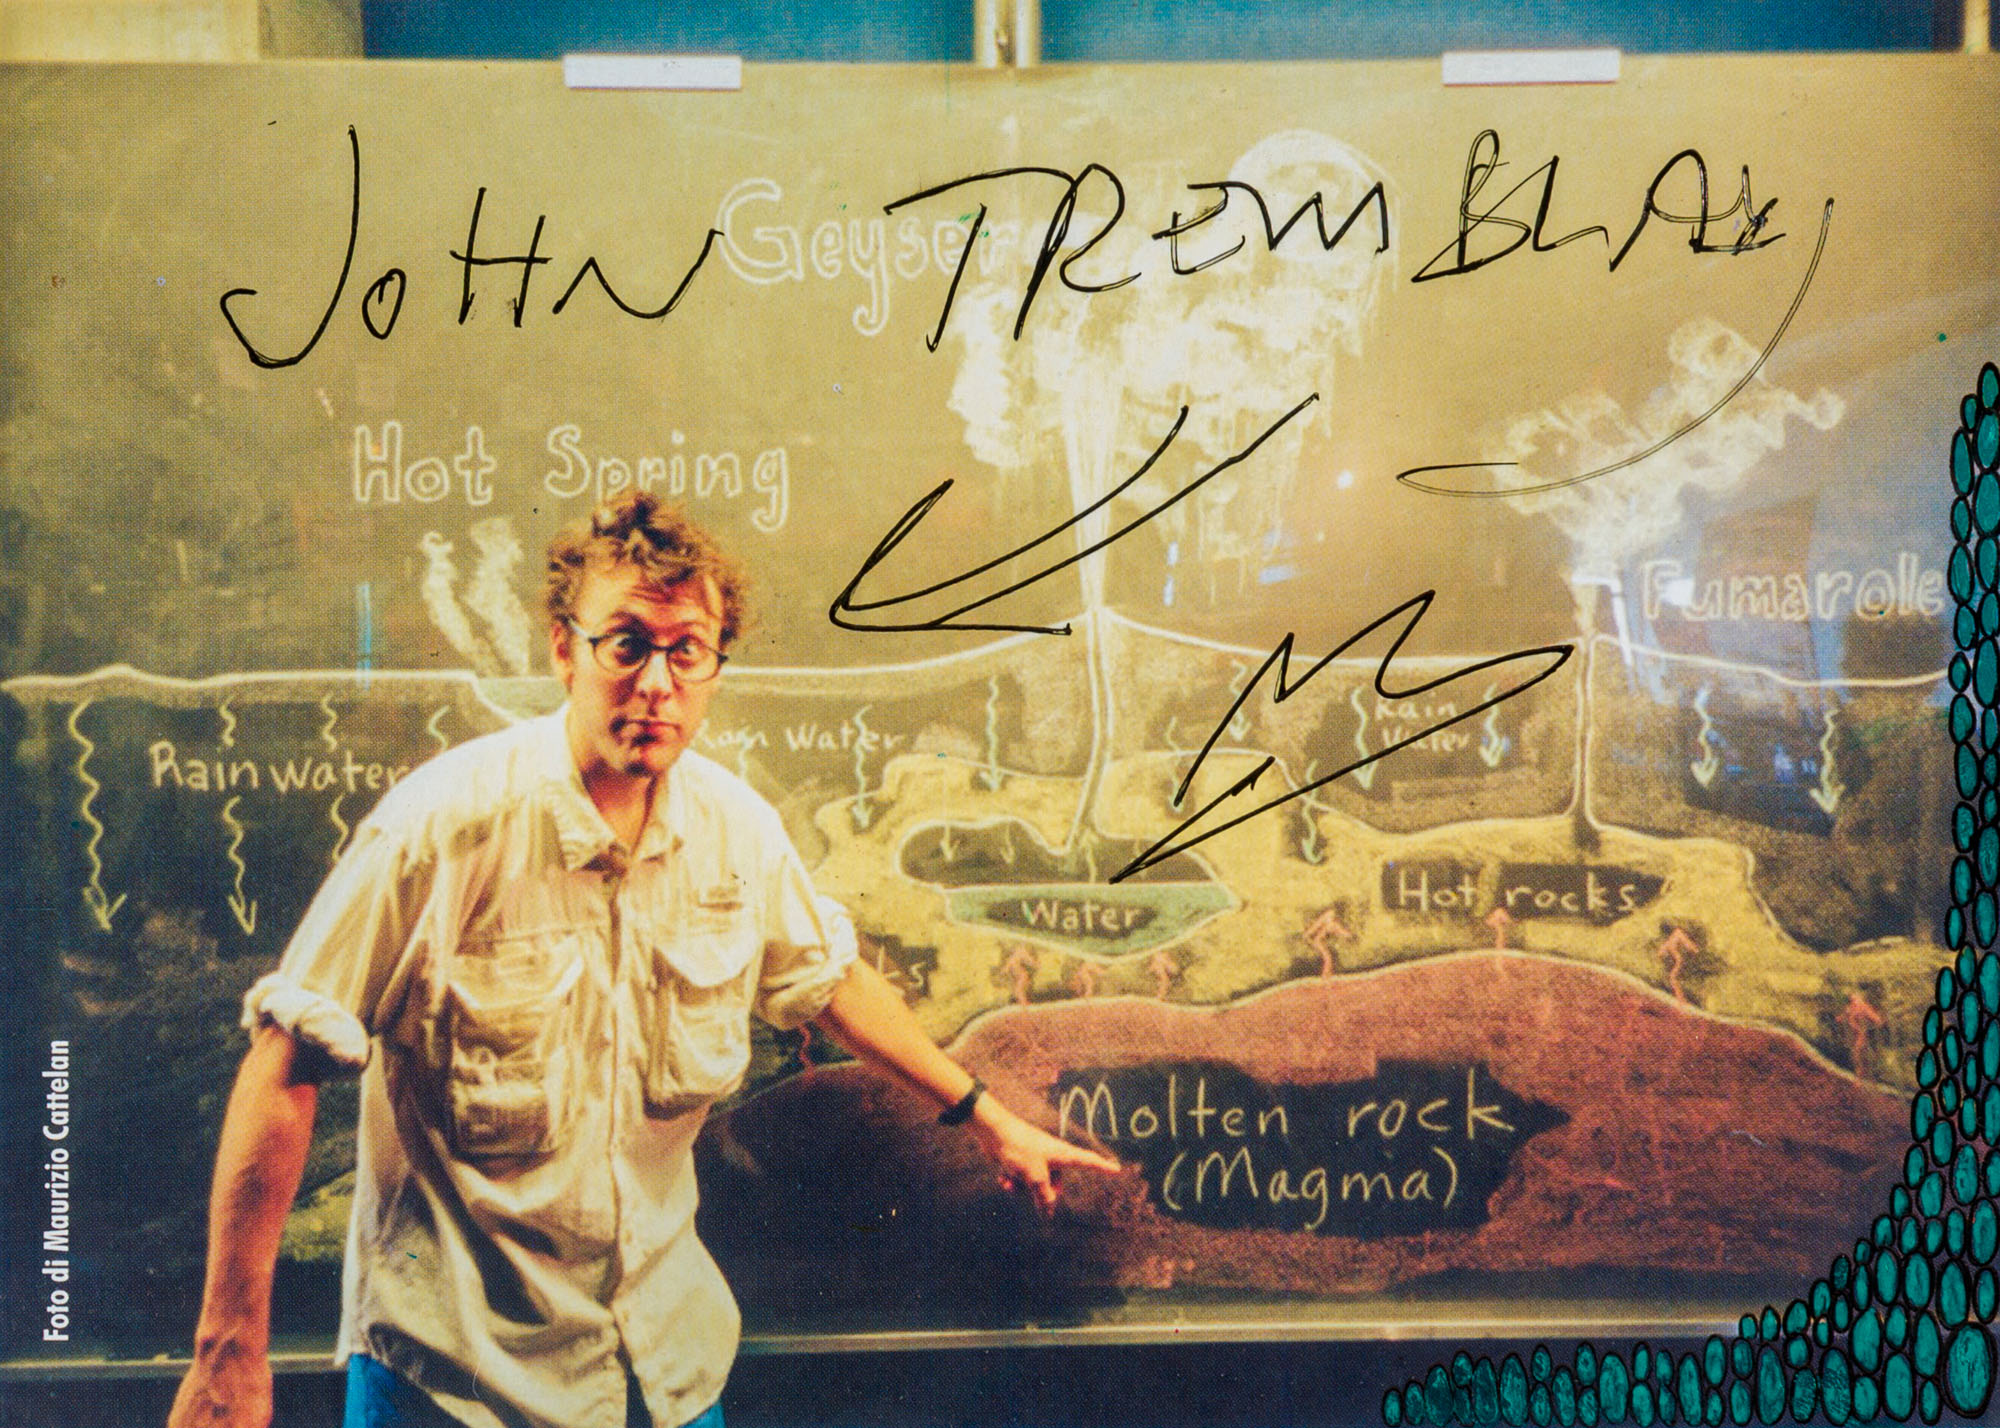 JOHN TREMBLAY
Geyser
Hot Spring
Fumarole
Rain water
Rain water
Rain
Water
Water
Hot rocks
Molten rock
(Magma)
Foto di Maurizio Cattelan